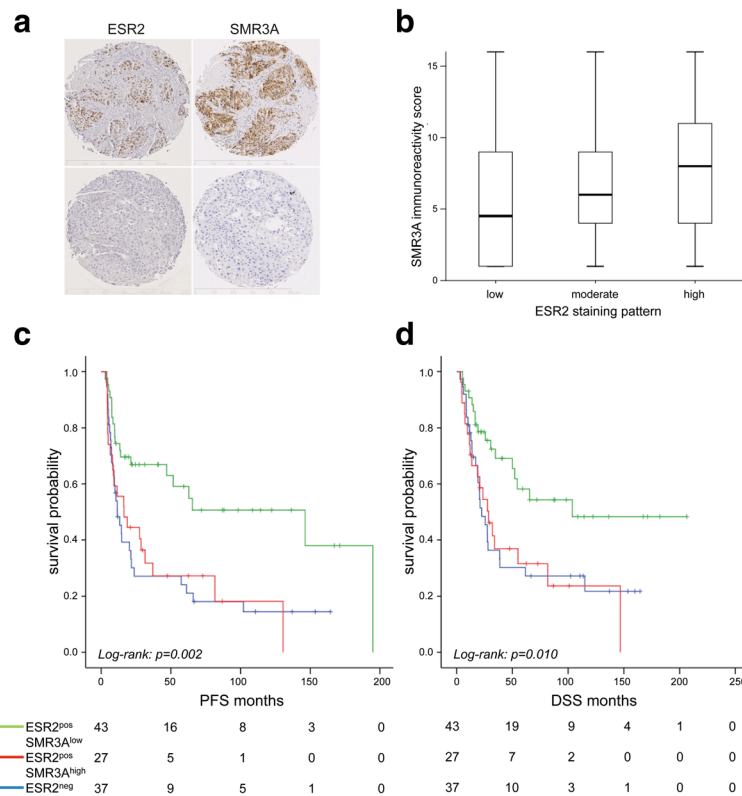 a
ESR2 SMR3A
b
SMR3A immunoreactivity score
15
10
5
0
low moderate high
ESR2 staining pattern
c
survival probability
1.0
0.8
0.6
0.4
0.2
0.0
Log-rank: p=0.002
0 50 100 150 200
PFS months
d
survival probability
1.0
0.8
0.6
0.4
0.2
0.0
Log-rank: p=0.010
0 50 100 150 200 250
DSS months
ESR2pos 43 16 8 3 0 43 19 9 4 1 0
SMR3Alow
ESR2pos 27 5 1 0 0 27 7 2 0 0 0
SMR3Ahigh
ESR2neg 37 9 5 1 0 37 10 3 1 0 0